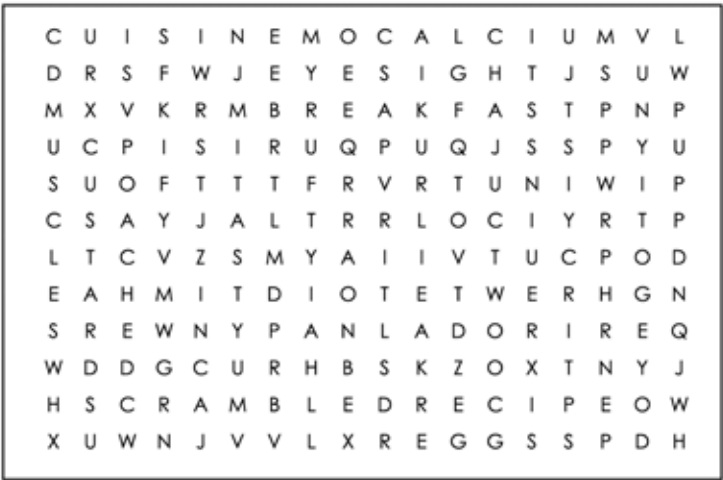 C U I S I N E M O C A L C I U M V L
D R S F W J E Y E S I G H T J S U W
M X V K R M B R E A K F A S T P N P
U C P I S I R U Q P U Q J S S P Y U
S U O F T T T F R V R T U N I W I P
C S A Y J A L T R R L O C I Y R T P
L T C V Z S M Y A I I V T U C P O D
E A H M I T D I O T E T W E R H G N
S R E W N Y P A N L A D O R I R E Q
W D D G C U R H B S K Z O X T N Y J
H S C R A M B L E D R E C I P E O W
X U W N J V V L X R E G G S S P D H